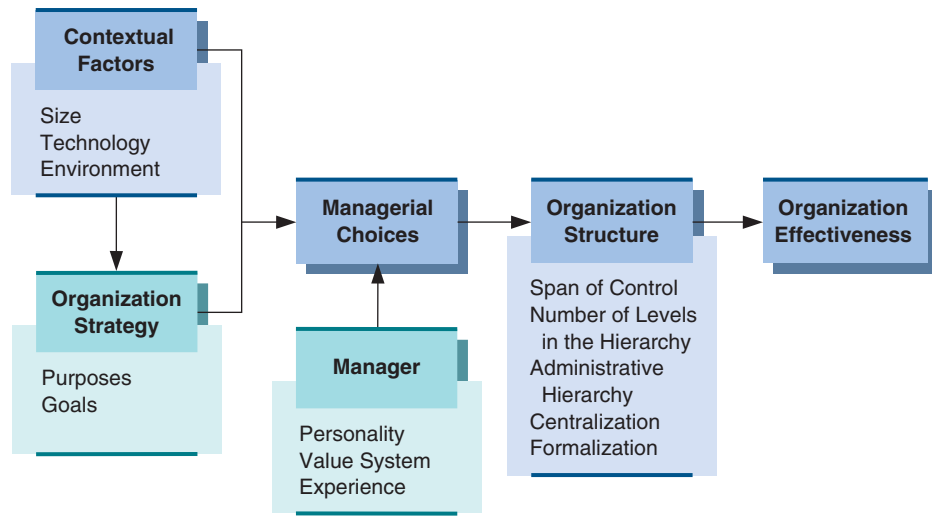 Contextual
Factors
Size
Technology
Environment
Organization
Strategy
Purposes
Goals
Managerial
Choices
Manager
Personality
Value System
Experience
Organization
Structure
Span of Control
Number of Levels
in the Hierarchy
Administrative
Hierarchy
Centralization
Formalization
Organization
Effectiveness